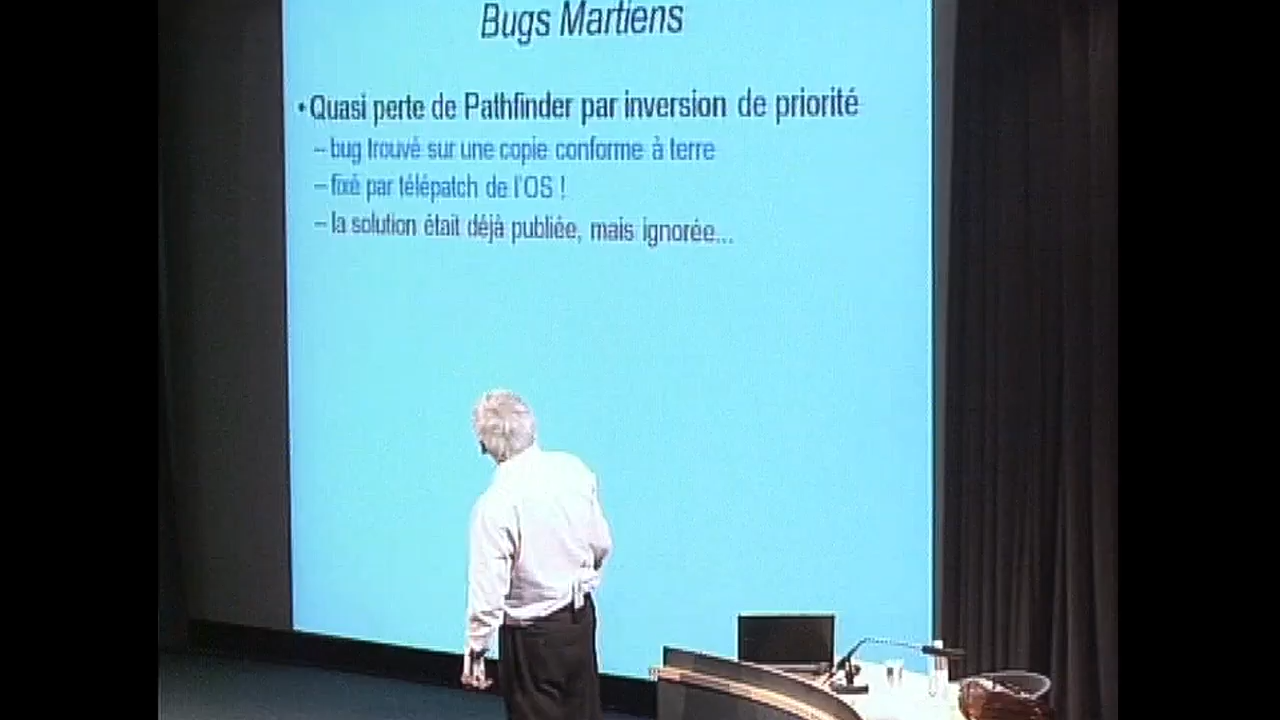 Bugs Martiens
• Quasi perte de Pathfinder par inversion de priorité
– bug trouvé sur une copie conforme à terre
– fixé par télépatch de l'OS !
– la solution était déjà publiée, mais ignorée...